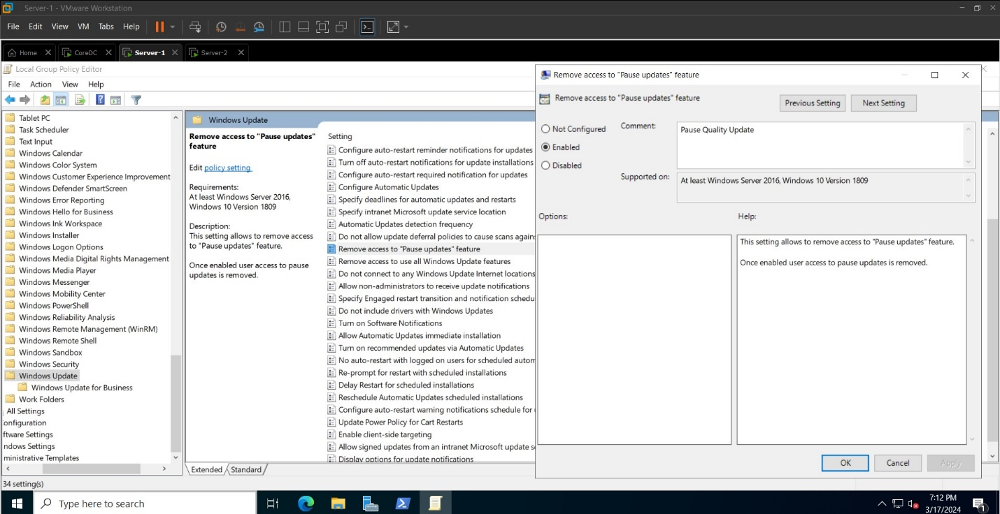 Server-1 - VMware Workstation
File Edit View VM Tabs Help
Home CoreDC Server-1 Server-2
Local Group Policy Editor
File Action View Help
Tablet PC
Task Scheduler
Text Input
Windows Calendar
Windows Color System
Windows Customer Experience Improvement
Windows Defender SmartScreen
Windows Error Reporting
Windows Hello for Business
Windows Ink Workspace
Windows Installer
Windows Logon Options
Windows Media Digital Rights Management
Windows Media Player
Windows Messenger
Windows Mobility Center
Windows PowerShell
Windows Reliability Analysis
Windows Remote Management (WinRM)
Windows Remote Shell
Windows Sandbox
Windows Security
Windows Update
Windows Update for Business
Work Folders
All Settings
onfiguration
ftware Settings
ndows Settings
ministrative Templates
Windows Update
Remove access to "Pause updates"
feature
Edit policy setting
Requirements:
At least Windows Server 2016,
Windows 10 Version 1809
Description:
This setting allows to remove access
to "Pause updates" feature.
Once enabled user access to pause
updates is removed.
Setting
Configure auto-restart reminder notifications for updates
Turn off auto-restart notifications for update installations
Configure auto-restart required notification for updates
Configure Automatic Updates
Specify deadlines for automatic updates and restarts
Specify intranet Microsoft update service location
Automatic Updates detection frequency
Do not allow update deferral policies to cause scans again
Remove access to "Pause updates" feature
Remove access to use all Windows Update features
Do not connect to any Windows Update Internet locations
Allow non-administrators to receive update notifications
Specify Engaged restart transition and notification schedu
Do not include drivers with Windows Updates
Turn on Software Notifications
Allow Automatic Updates immediate installation
Turn on recommended updates via Automatic Updates
No auto-restart with logged on users for scheduled autom
Re-prompt for restart with scheduled installations
Delay Restart for scheduled installations
Reschedule Automatic Updates scheduled installations
Configure auto-restart warning notifications schedule for
Update Power Policy for Cart Restarts
Enable client-side targeting
Allow signed updates from an intranet Microsoft update s
Display options for update notifications
Extended Standard
34 setting(s)
Remove access to "Pause updates" feature
Remove access to "Pause updates" feature
Previous Setting Next Setting
Not Configured
Enabled
Disabled
Comment:
Pause Quality Update
Supported on:
At least Windows Server 2016, Windows 10 Version 1809
Options:
Help:
This setting allows to remove access to "Pause updates" feature.
Once enabled user access to pause updates is removed.
OK Cancel Apply
Type here to search
7:12 PM
3/17/2024
1